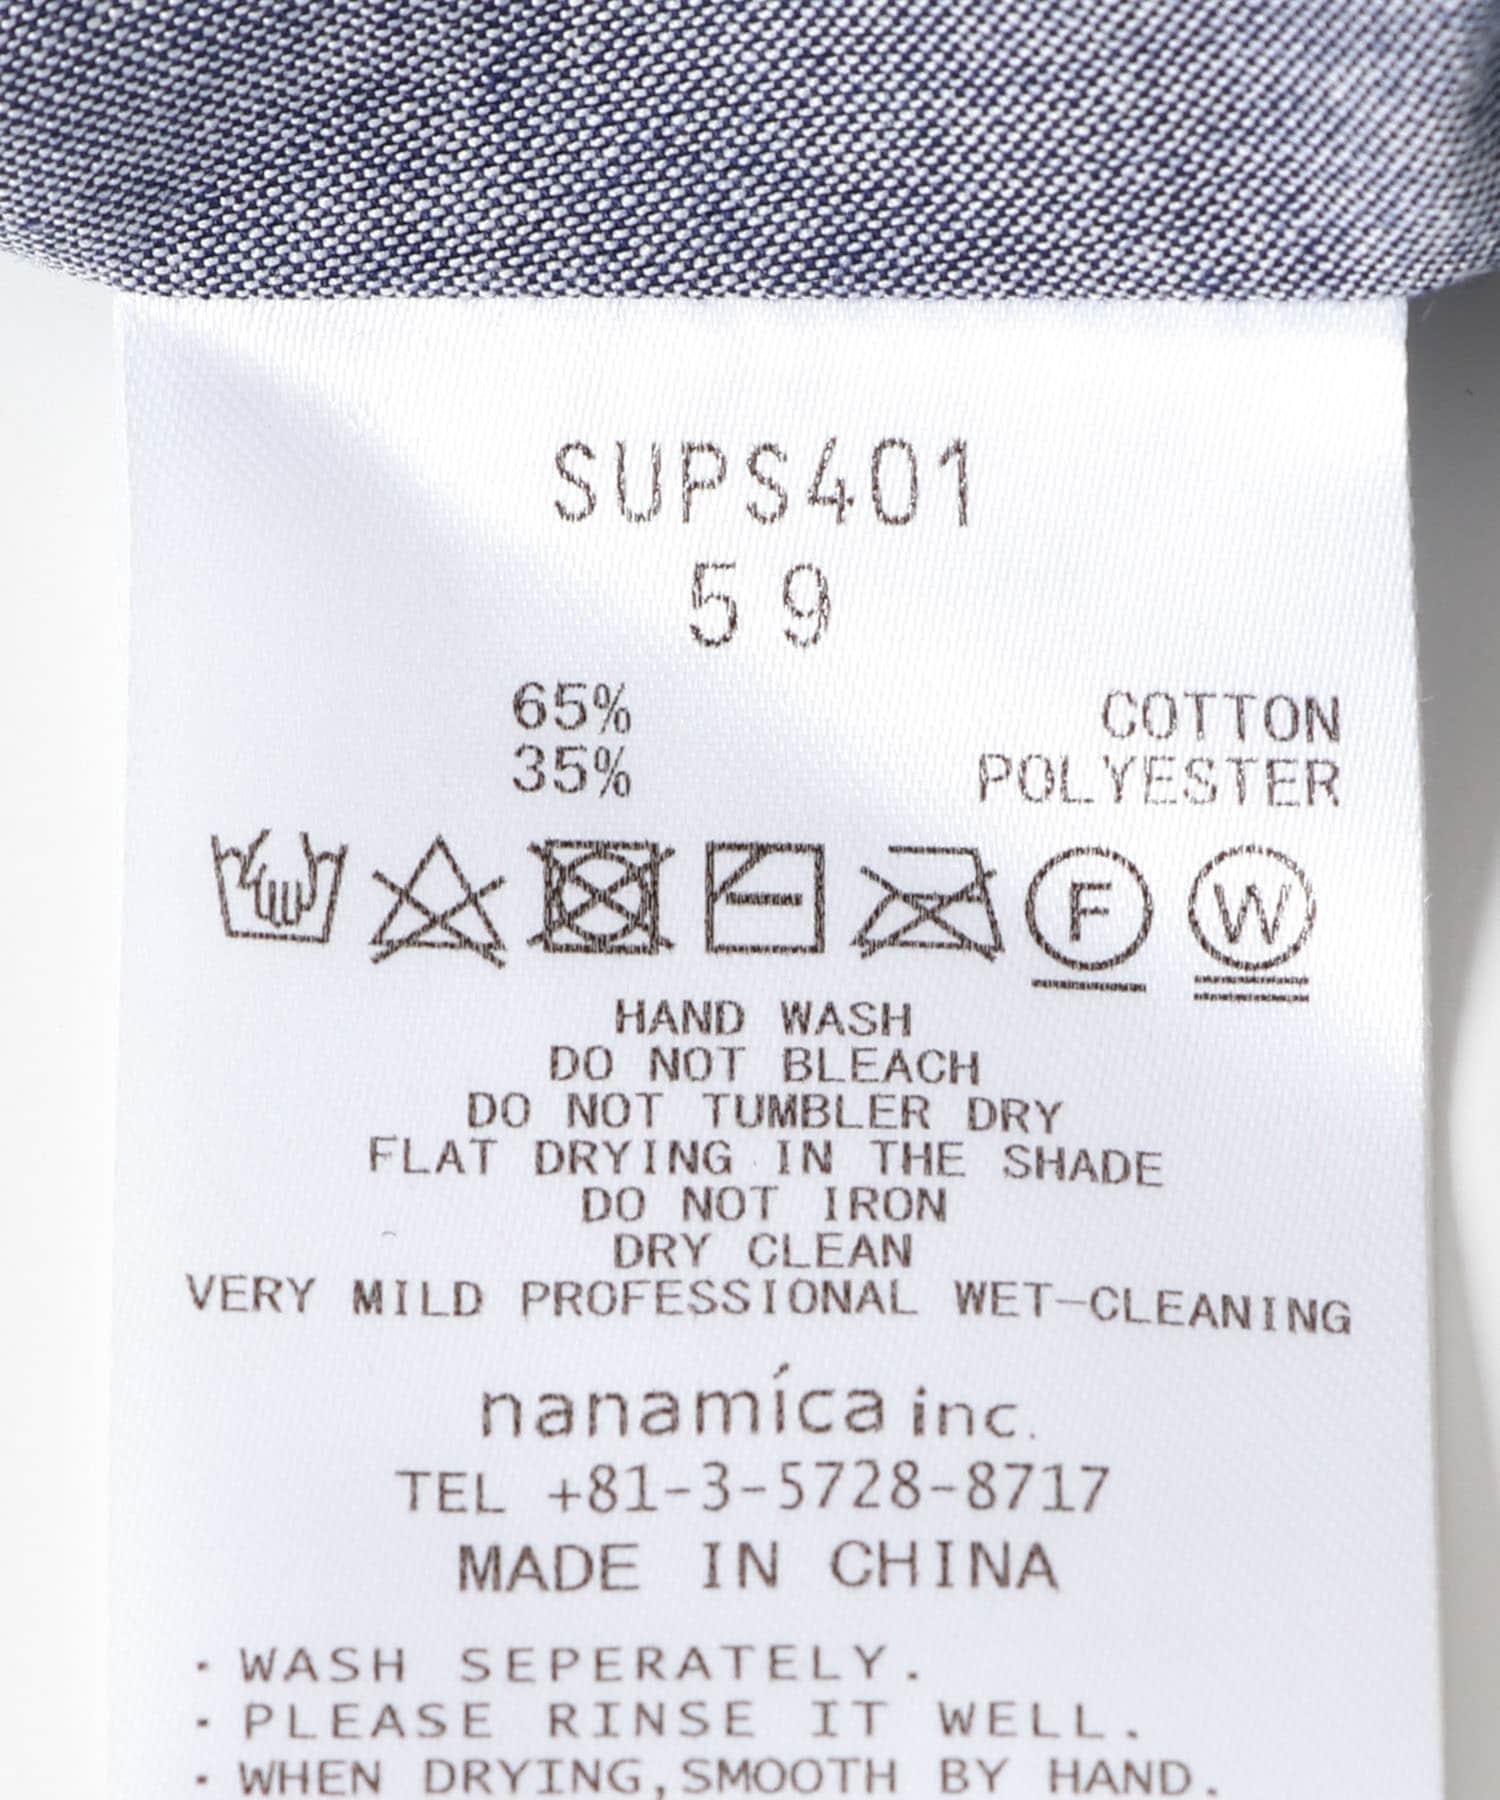 SUPS401
59
65% COTTON
35% POLYESTER
F W
HAND WASH
DO NOT BLEACH
DO NOT TUMBLER DRY
FLAT DRYING IN THE SHADE
DO NOT IRON
DRY CLEAN
VERY MILD PROFESSIONAL WET-CLEANING
nanamíca inc.
TEL +81-3-5728-8717
MADE IN CHINA
・WASH SEPERATELY.
・PLEASE RINSE IT WELL.
・WHEN DRYING,SMOOTH BY HAND.